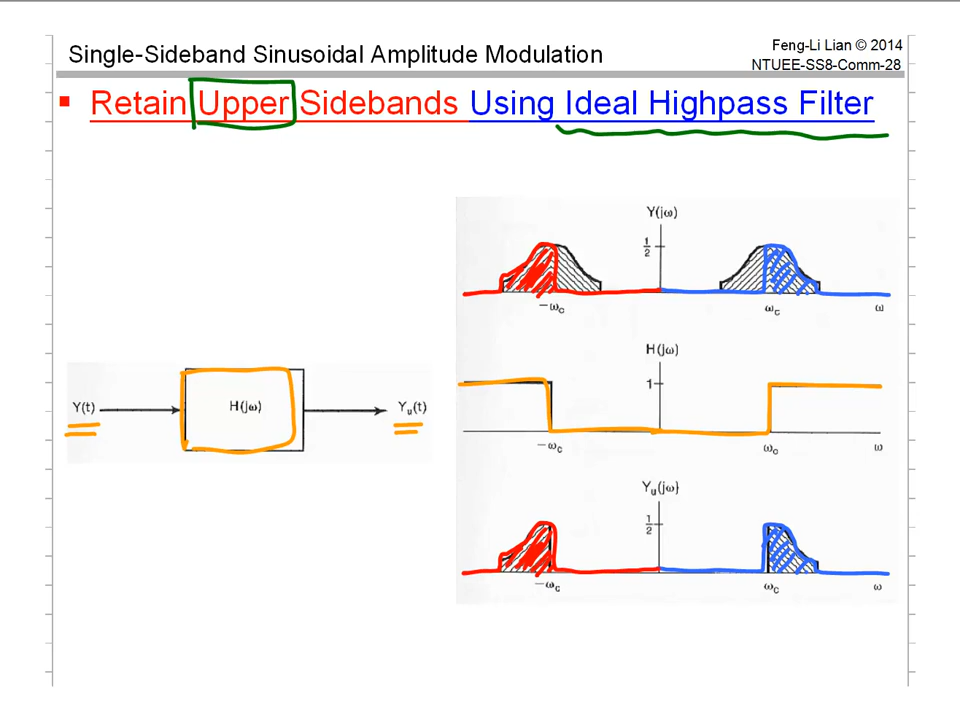 Single-Sideband Sinusoidal Amplitude Modulation
Feng-Li Lian © 2014
NTUEE-SS8-Comm-28
▪ Retain Upper Sidebands Using Ideal Highpass Filter
Y(t)
H(jω)
Yu(t)
Y(jω)
1/2
−ωc
ωc
ω
H(jω)
1
−ωc
ωc
ω
Yu(jω)
1/2
−ωc
ωc
ω